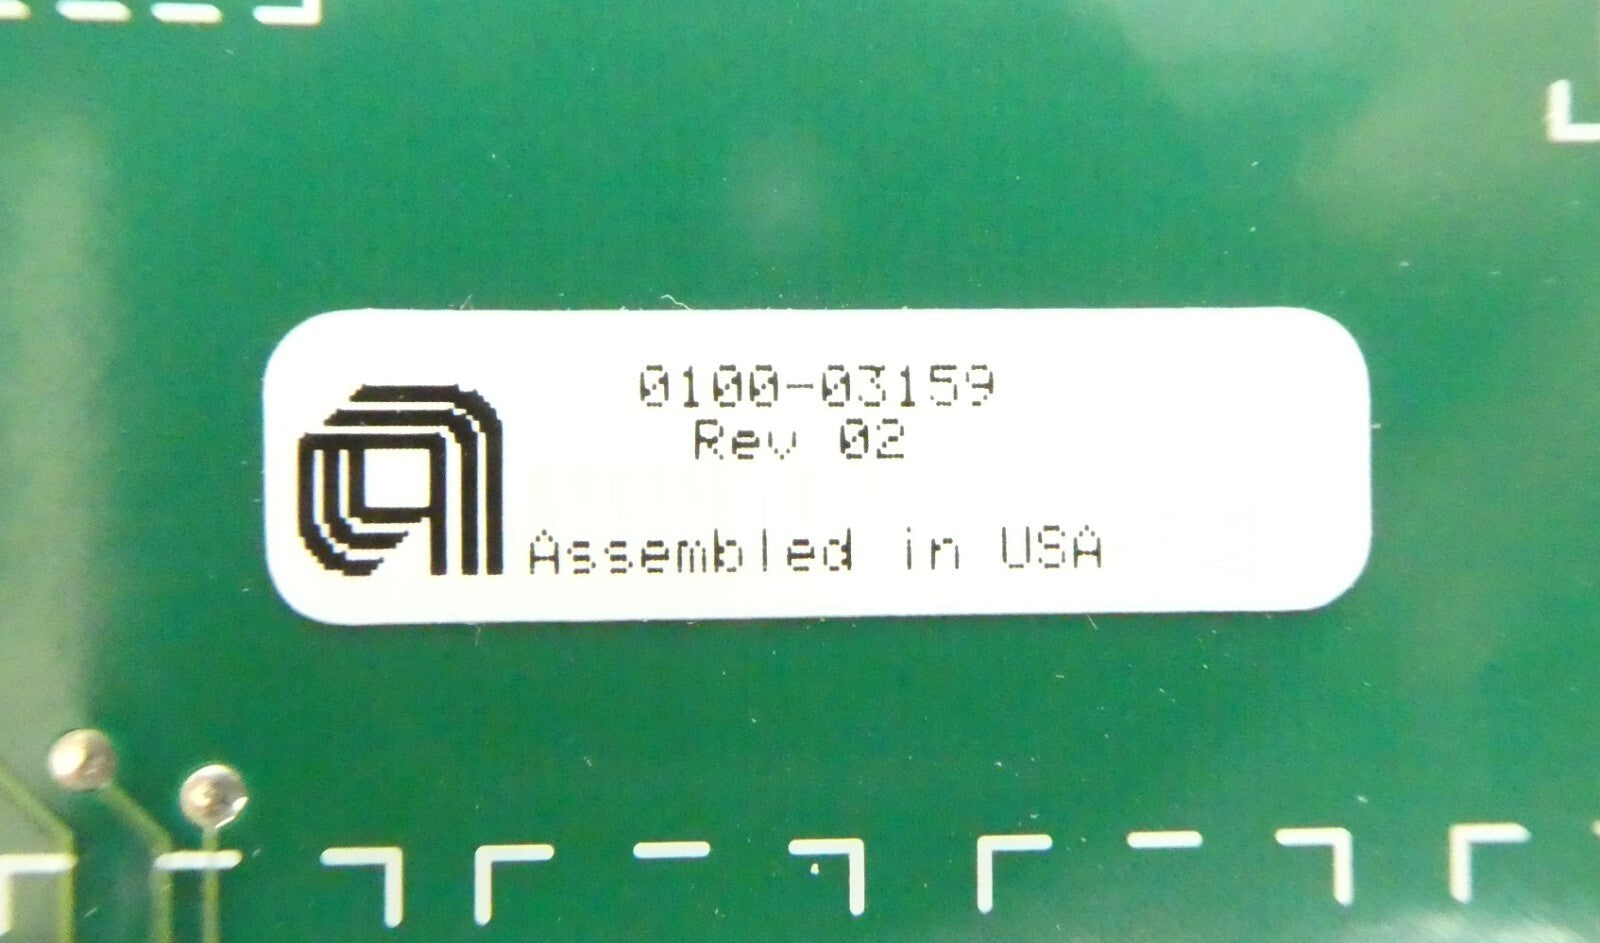 0100-03159
Rev 02
Assembled in USA